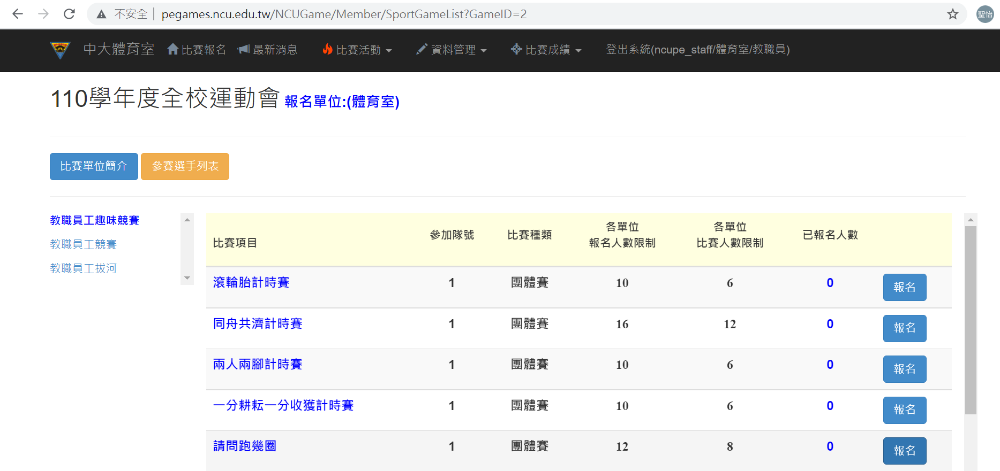 不安全 | pegames.ncu.edu.tw/NCUGame/Member/SportGameList?GameID=2
聖怡
中大體育室 比賽報名 最新消息 比賽活動 資料管理 比賽成績 登出系統(ncupe_staff/體育室/教職員)
110學年度全校運動會 報名單位:(體育室)
比賽單位簡介 參賽選手列表
教職員工趣味競賽
教職員工競賽
教職員工拔河
比賽項目 參加隊號 比賽種類 各單位 報名人數限制 各單位 比賽人數限制 已報名人數
滾輪胎計時賽 1 團體賽 10 6 0 報名
同舟共濟計時賽 1 團體賽 16 12 0 報名
兩人兩腳計時賽 1 團體賽 10 6 0 報名
一分耕耘一分收獲計時賽 1 團體賽 10 6 0 報名
請問跑幾圈 1 團體賽 12 8 0 報名